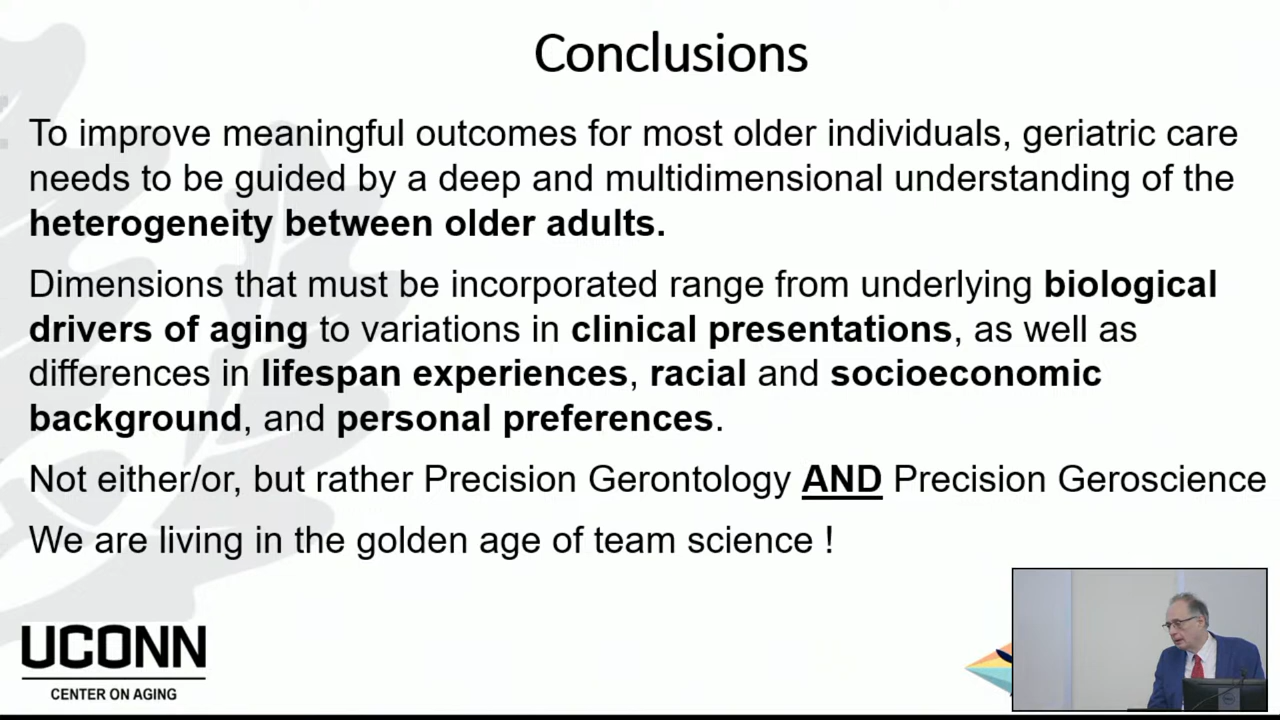 Conclusions
To improve meaningful outcomes for most older individuals, geriatric care
needs to be guided by a deep and multidimensional understanding of the
heterogeneity between older adults.
Dimensions that must be incorporated range from underlying biological
drivers of aging to variations in clinical presentations, as well as
differences in lifespan experiences, racial and socioeconomic
background, and personal preferences.
Not either/or, but rather Precision Gerontology AND Precision Geroscience
We are living in the golden age of team science !
UCONN
CENTER ON AGING